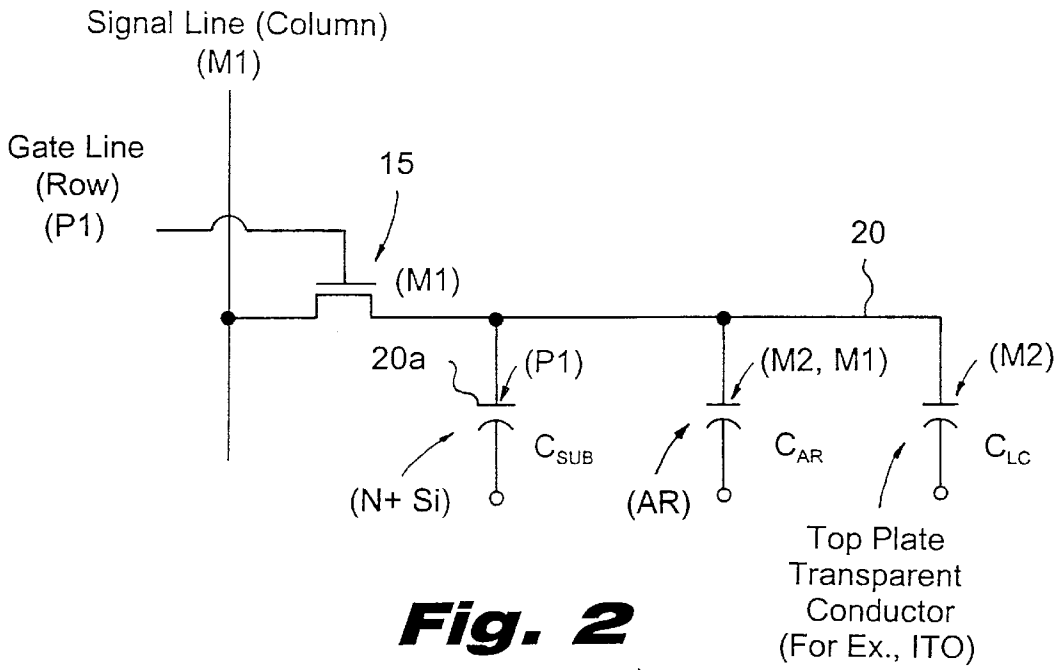 Signal Line (Column)
(M1)
Gate Line
(Row)
(P1)
15
(M1)
20
20a
(P1)
(M2, M1)
(M2)
C_SUB
C_AR
C_LC
(N+ Si)
(AR)
Top Plate
Transparent
Conductor
(For Ex., ITO)
Fig. 2